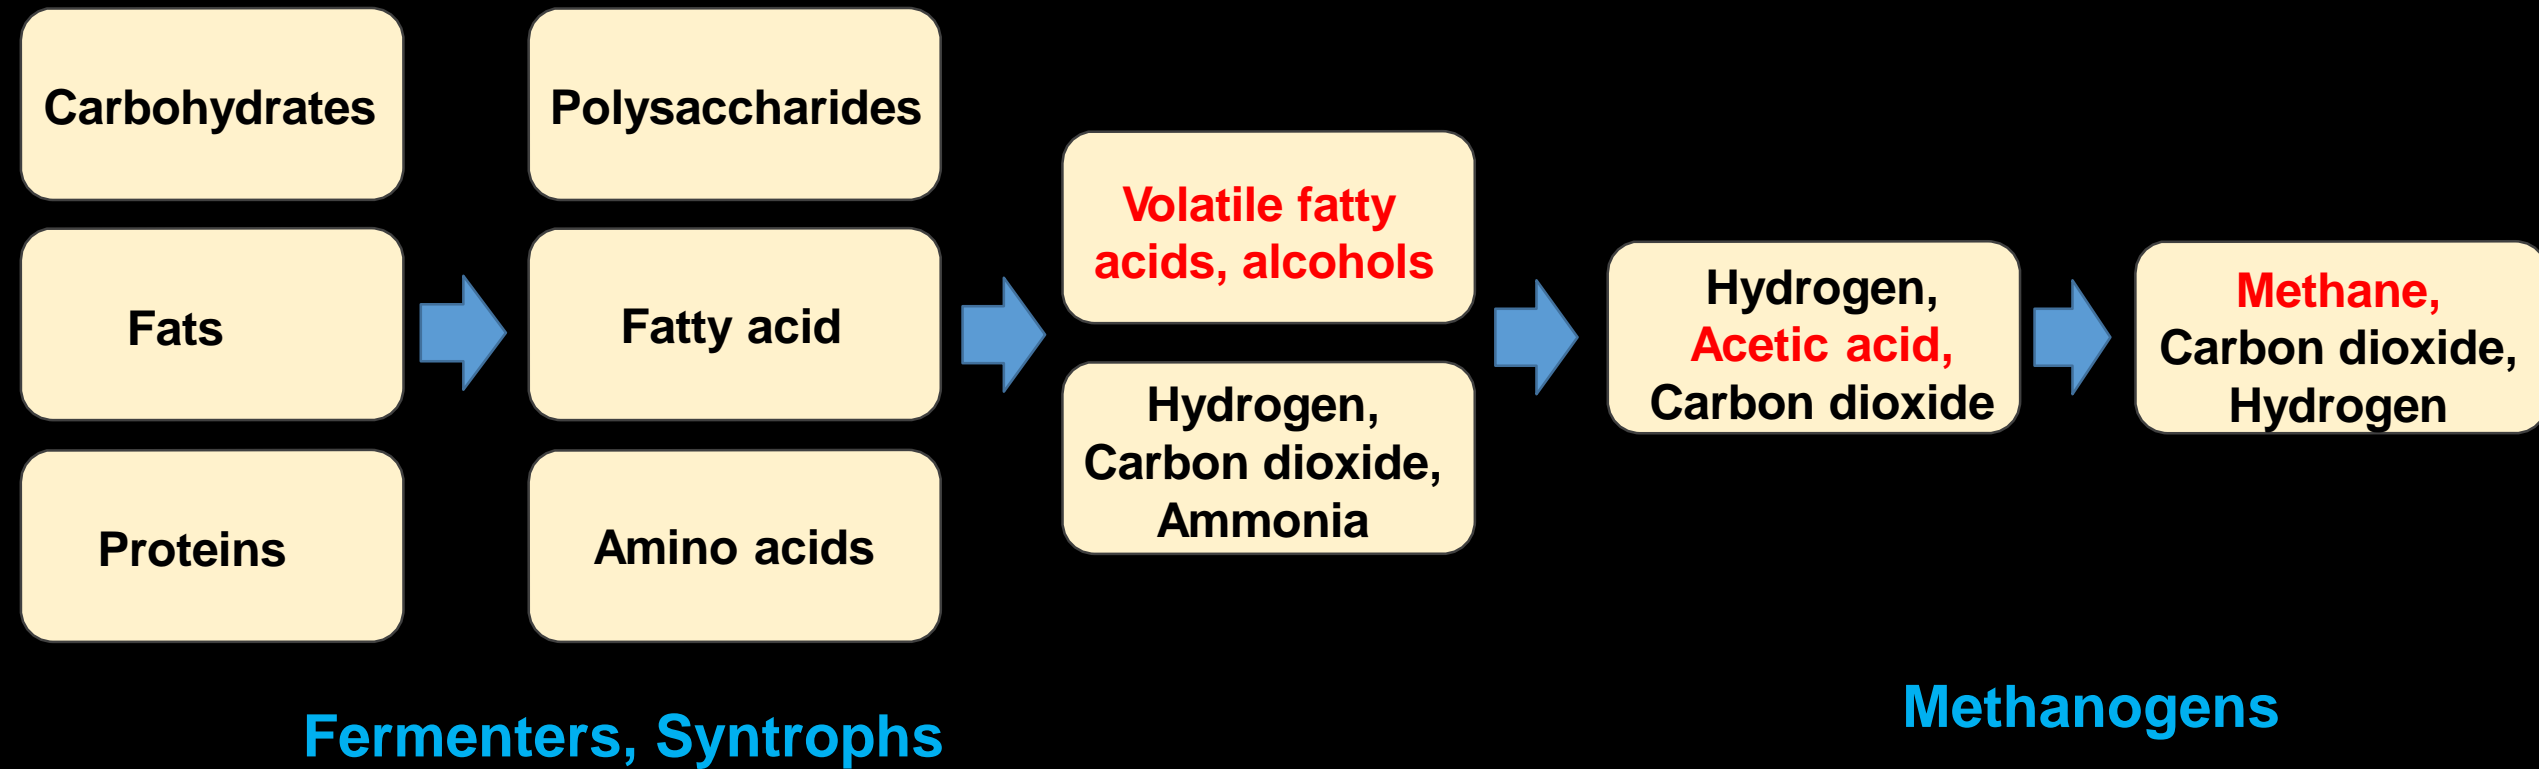 Carbohydrates
Fats
Proteins
Polysaccharides
Fatty acid
Amino acids
Volatile fatty
acids, alcohols
Hydrogen,
Carbon dioxide,
Ammonia
Hydrogen,
Acetic acid,
Carbon dioxide
Methane,
Carbon dioxide,
Hydrogen
Fermenters, Syntrophs
Methanogens